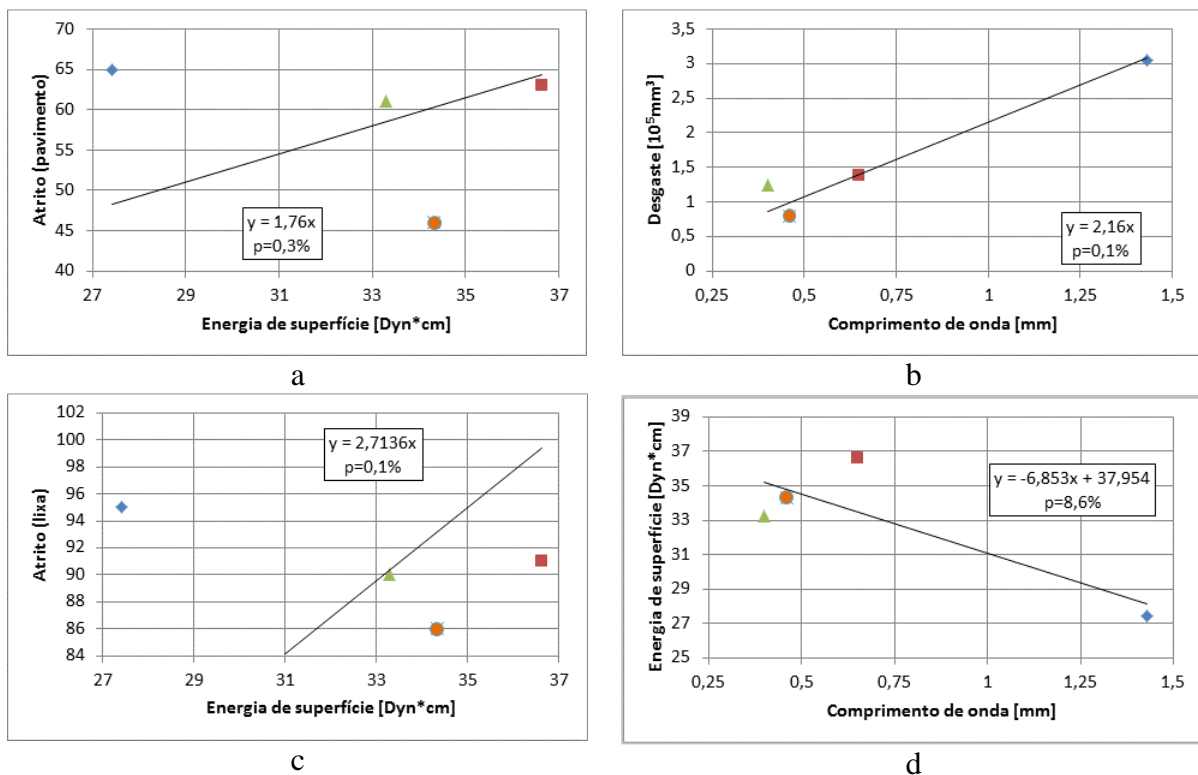 70
65
60
55
50
45
40
Atrito (pavimento)
y = 1,76x
p=0,3%
27 29 31 33 35 37
Energia de superfície [Dyn*cm]
a
3,5
3
2,5
2
1,5
1
0,5
0
Desgaste [10⁵mm³]
y = 2,16x
p=0,1%
0,25 0,5 0,75 1 1,25 1,5
Comprimento de onda [mm]
b
102
100
98
96
94
92
90
88
86
84
Atrito (lixa)
y = 2,7136x
p=0,1%
27 29 31 33 35 37
Energia de superfície [Dyn*cm]
c
39
37
35
33
31
29
27
25
Energia de superfície [Dyn*cm]
y = -6,853x + 37,954
p=8,6%
0,25 0,5 0,75 1 1,25 1,5
Comprimento de onda [mm]
d